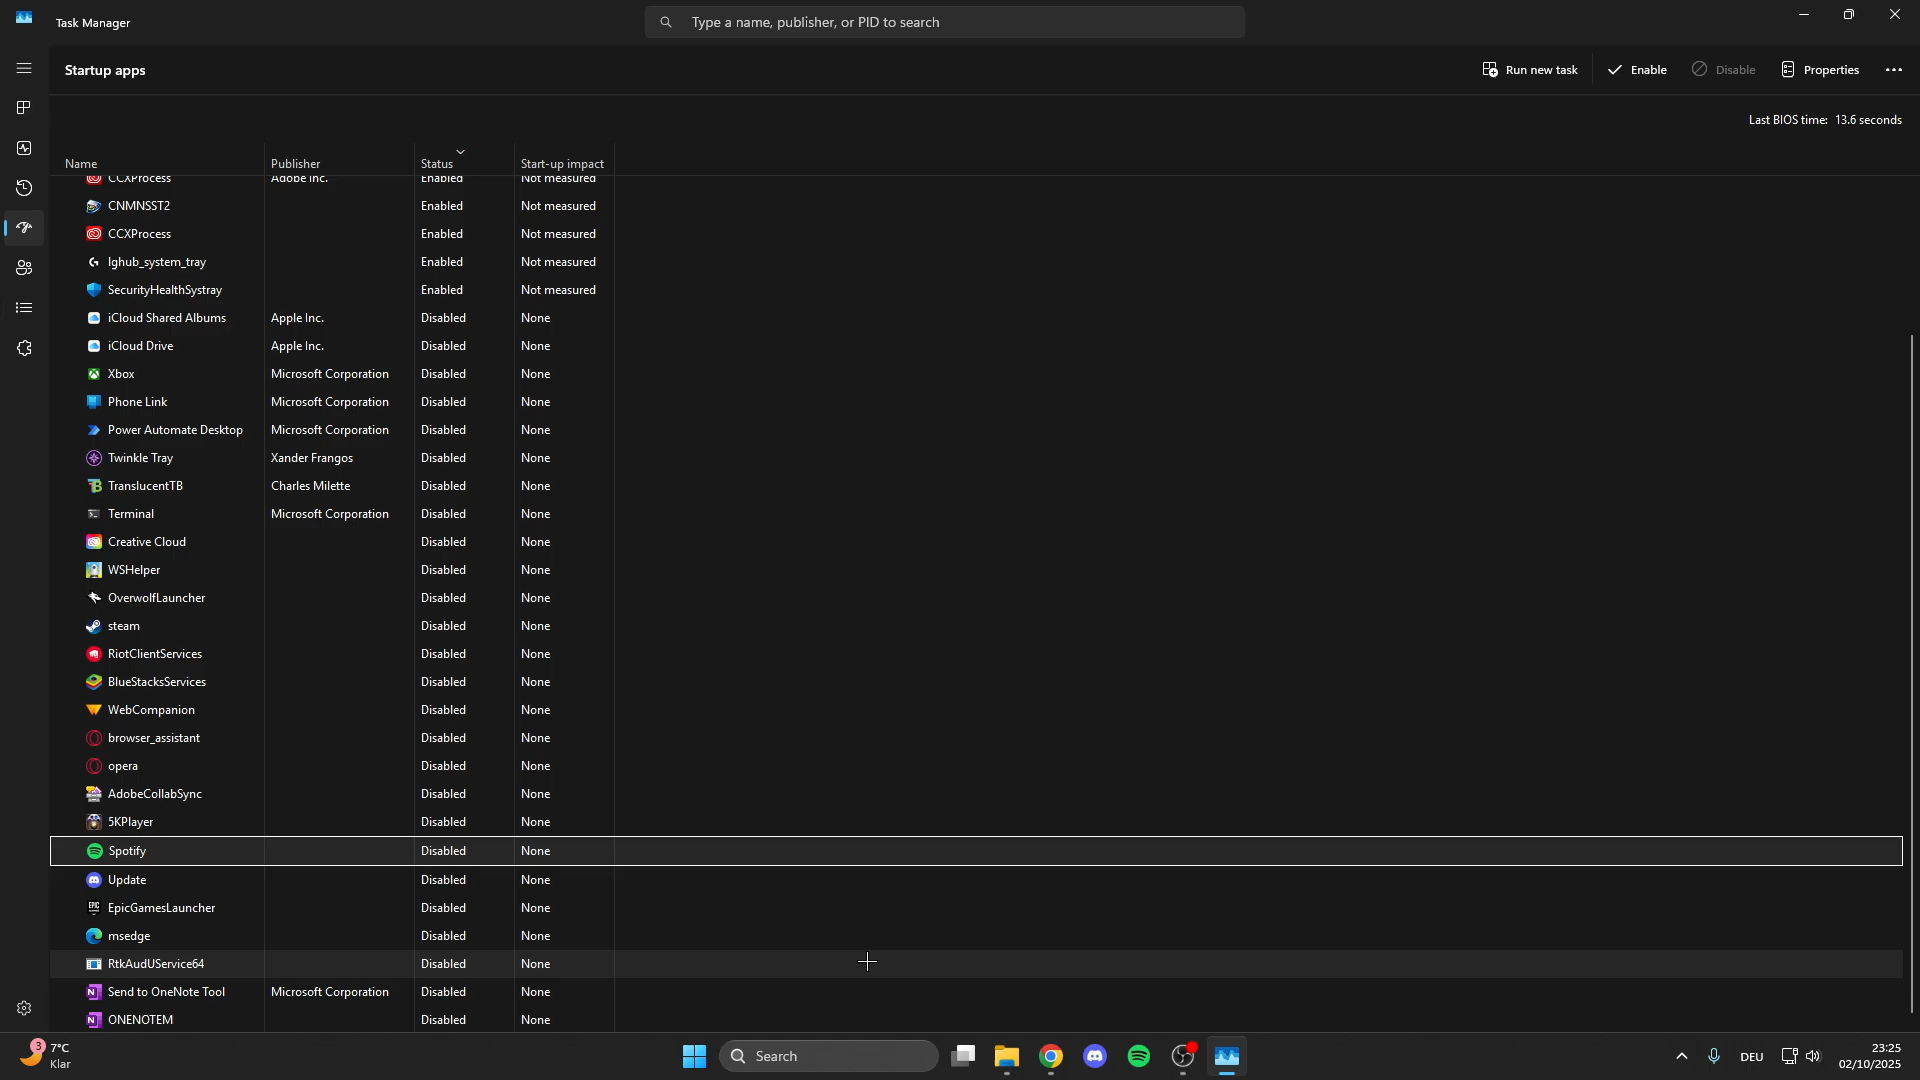 Task Manager
Type a name, publisher, or PID to search
Startup apps
Run new task Enable Disable Properties
Last BIOS time: 13.6 seconds
Name Publisher Status Start-up impact
CCXProcess Adobe Inc. Enabled Not measured
CNMNSST2 Enabled Not measured
CCXProcess Enabled Not measured
lghub_system_tray Enabled Not measured
SecurityHealthSystray Enabled Not measured
iCloud Shared Albums Apple Inc. Disabled None
iCloud Drive Apple Inc. Disabled None
Xbox Microsoft Corporation Disabled None
Phone Link Microsoft Corporation Disabled None
Power Automate Desktop Microsoft Corporation Disabled None
Twinkle Tray Xander Frangos Disabled None
TranslucentTB Charles Milette Disabled None
Terminal Microsoft Corporation Disabled None
Creative Cloud Disabled None
WSHelper Disabled None
OverwolfLauncher Disabled None
steam Disabled None
RiotClientServices Disabled None
BlueStacksServices Disabled None
WebCompanion Disabled None
browser_assistant Disabled None
opera Disabled None
AdobeCollabSync Disabled None
5KPlayer Disabled None
Spotify Disabled None
Update Disabled None
EpicGamesLauncher Disabled None
msedge Disabled None
RtkAudUService64 Disabled None
Send to OneNote Tool Microsoft Corporation Disabled None
ONENOTEM Disabled None
3
7°C
Klar
Search
DEU
23:25
02/10/2025